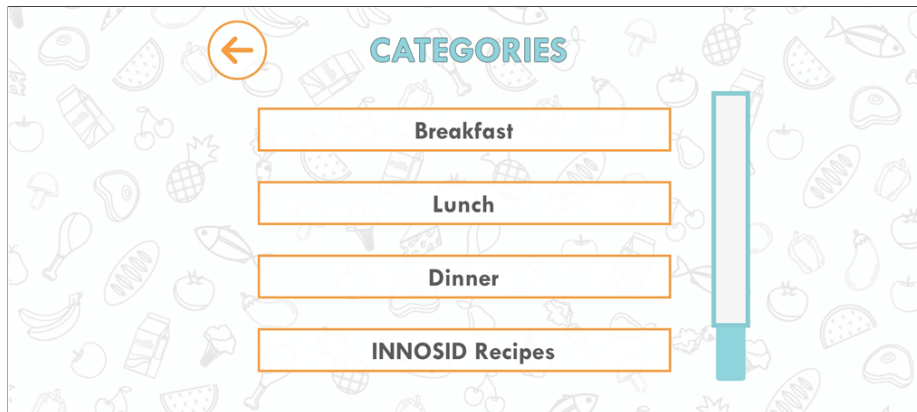 CATEGORIES
Breakfast
Lunch
Dinner
INNOSID Recipes